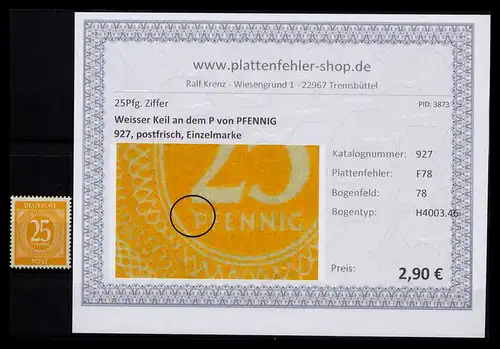 www.plattenfehler-shop.de
Ralf Krenz - Wiesengrund 1 - 22967 Tremsbüttel
25Pfg. Ziffer
PID: 3873
Weisser Keil an dem P von PFENNIG
927, postfrisch, Einzelmarke
25
PFENNIG
Katalognummer: 927
Plattenfehler: F78
Bogenfeld: 78
Bogentyp: H4003.46
Preis: 2,90 €
DEUTSCHE
25
PFENNIG
POST